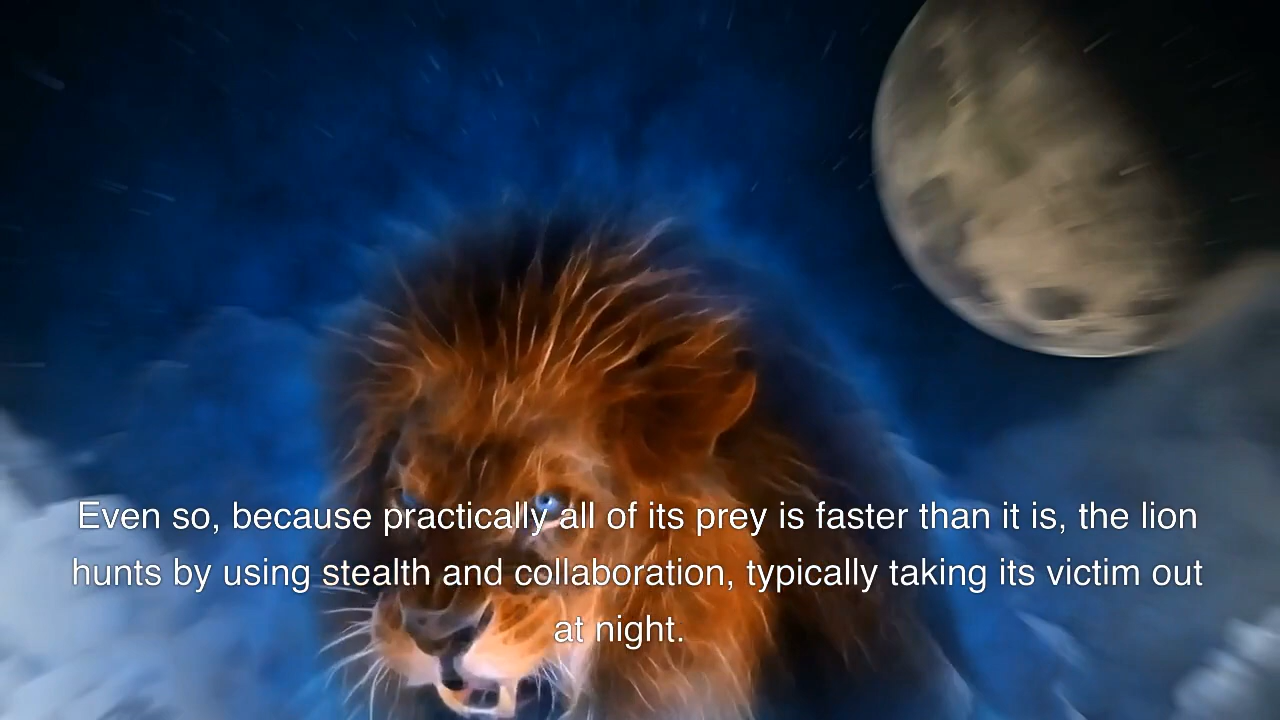 Even so, because practically all of its prey is faster than it is, the lion
hunts by using stealth and collaboration, typically taking its victim out
at night.